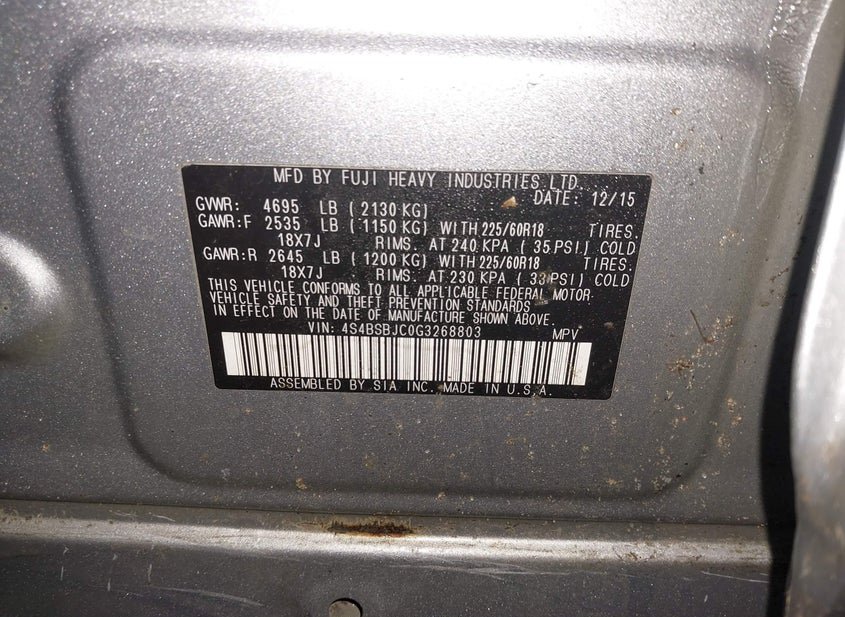 MFD BY FUJI HEAVY INDUSTRIES LTD.
DATE: 12/15
GVWR: 4695 LB (2130 KG)
GAWR:F 2535 LB (1150 KG) WITH 225/60R18 TIRES.
18X7J RIMS. AT 240 KPA (35 PSI) COLD
GAWR:R 2645 LB (1200 KG) WITH 225/60R18 TIRES.
18X7J RIMS. AT 230 KPA (33 PSI) COLD
THIS VEHICLE CONFORMS TO ALL APPLICABLE FEDERAL MOTOR
VEHICLE SAFETY AND THEFT PREVENTION STANDARDS
IN EFFECT ON THE DATE OF MANUFACTURE SHOWN ABOVE.
VIN: 4S4BSBJC0G3268803 MPV
ASSEMBLED BY SIA INC. MADE IN U.S.A.